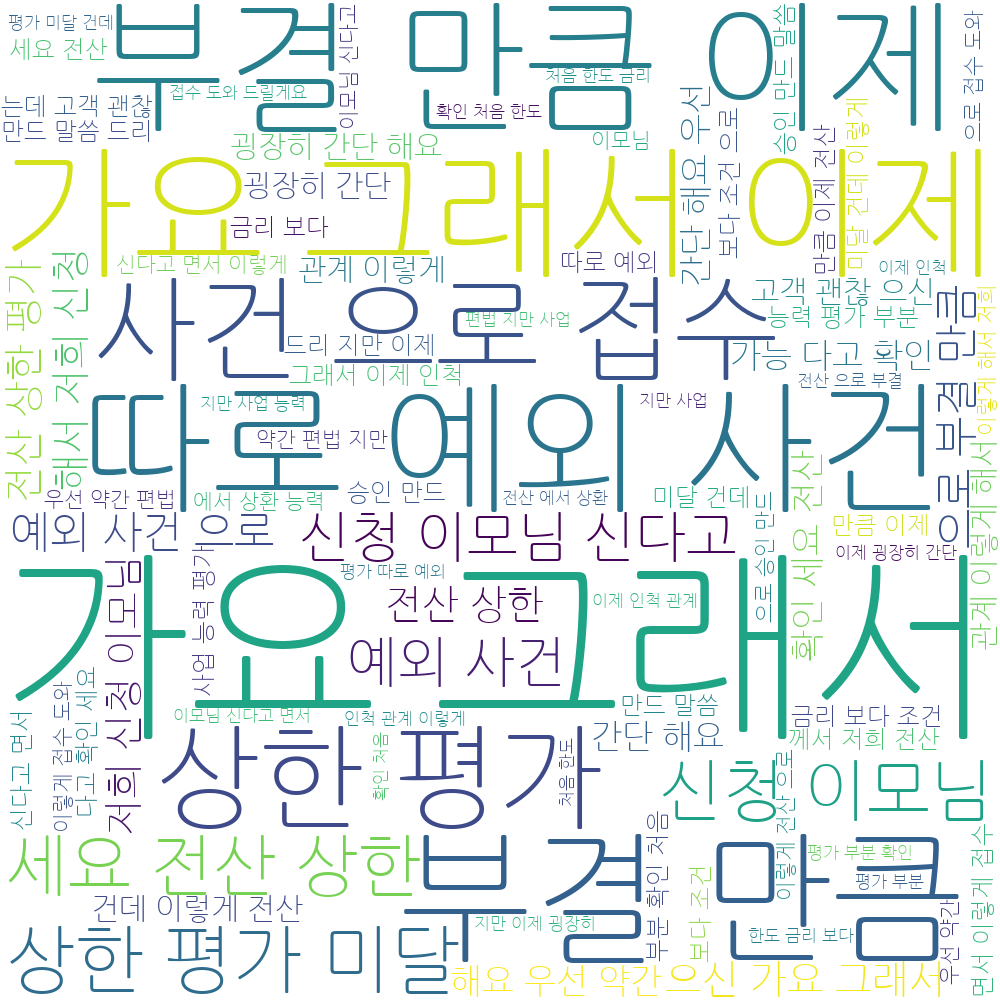 평가 미달 건데
세요 전산
부결 만큼 이제
이모님 신다고
처음 한도 금리
접수 도와 드릴게요
확인 처음 한도
는데 고객 괜찮
만드 말씀 드리
굉장히 간단 해요
이모님
간단 해요 우선
보다 조건 으로
승인 만드 말씀
만큼 이제 전산
미달 건데 이렇게
으로 접수 도와
가요 그래서 이제
굉장히 간단
금리 보다
신다고 면서 이렇게
관계 이렇게
따로 예외
이제 인척
전산 상한 평가
해서 저희 신청
사건 으로 접수
편법 지만 사업
고객 괜찮 으신
능력 평가 부분
드리 지만 이제
가능 다고 확인
그래서 이제 인척
전산 으로 부결
으로 부결 만큼
이렇게 해서 저희
따로 예외 사건
지만 사업 능력
지만 사업
약간 편법 지만
우선 약간 편법
에서 상환 능력
승인 만드
전산 에서 상환
미달 건데
예외 사건 으로
신청 이모님 신다고
만큼 이제
이제 굉장히 간단
확인 세요 전산
으로 승인 만드
관계 이렇게 해서
가요 그래서
평가 따로 예외
전산 상한
이제 인척 관계
예외 사건
저희 신청 이모님
사업 능력 평가
이모님 신다고 면서
인척 관계 이렇게
만드 말씀
금리 보다 조건
간단 해요
께서 저희 전산
신다고 면서
이렇게 접수 도와
다고 확인 세요
상한 평가
확인 처음
처음 한도
신청 이모님
이렇게 전산 으로
세요 전산 상한
부결 만큼
부분 확인 처음
보다 조건
평가 부분 확인
평가 부분
건데 이렇게 전산
지만 이제 굉장히
한도 금리 보다
우선 약간
면서 이렇게 접수
상한 평가 미달
해요 우선 약간
으신 가요 그래서